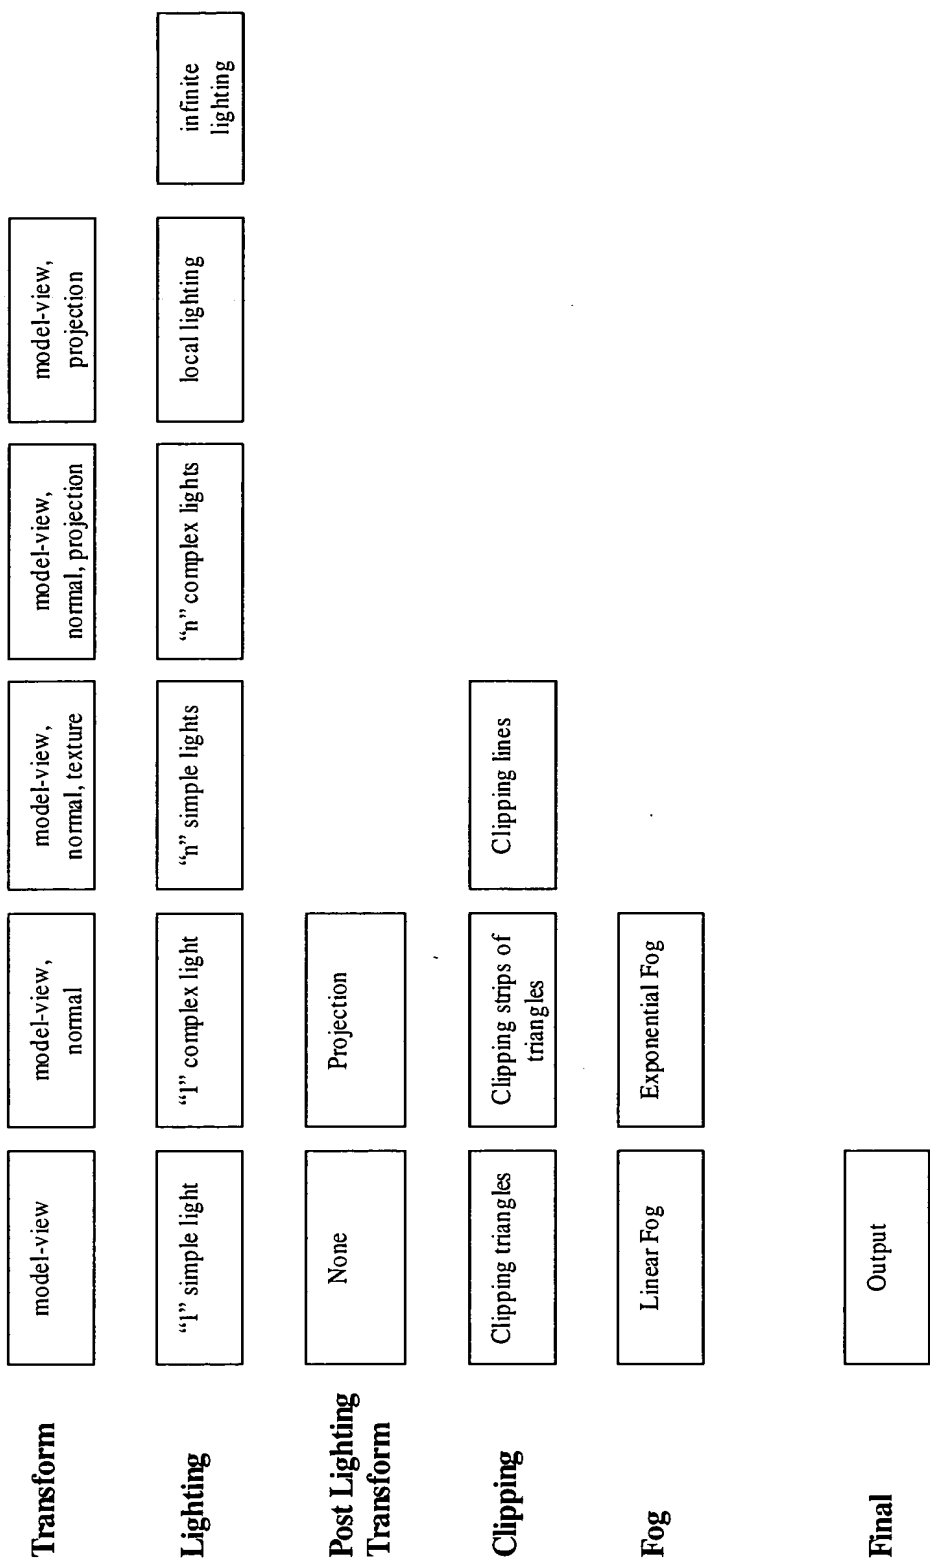 Transform
model-view
model-view,
normal
model-view,
normal, texture
model-view,
normal, projection
model-view,
projection
Lighting
“1” simple light
“1” complex light
“n” simple lights
“n” complex lights
local lighting
infinite
lighting
Post Lighting
Transform
None
Projection
Clipping
Clipping triangles
Clipping strips of
triangles
Clipping lines
Fog
Linear Fog
Exponential Fog
Final
Output